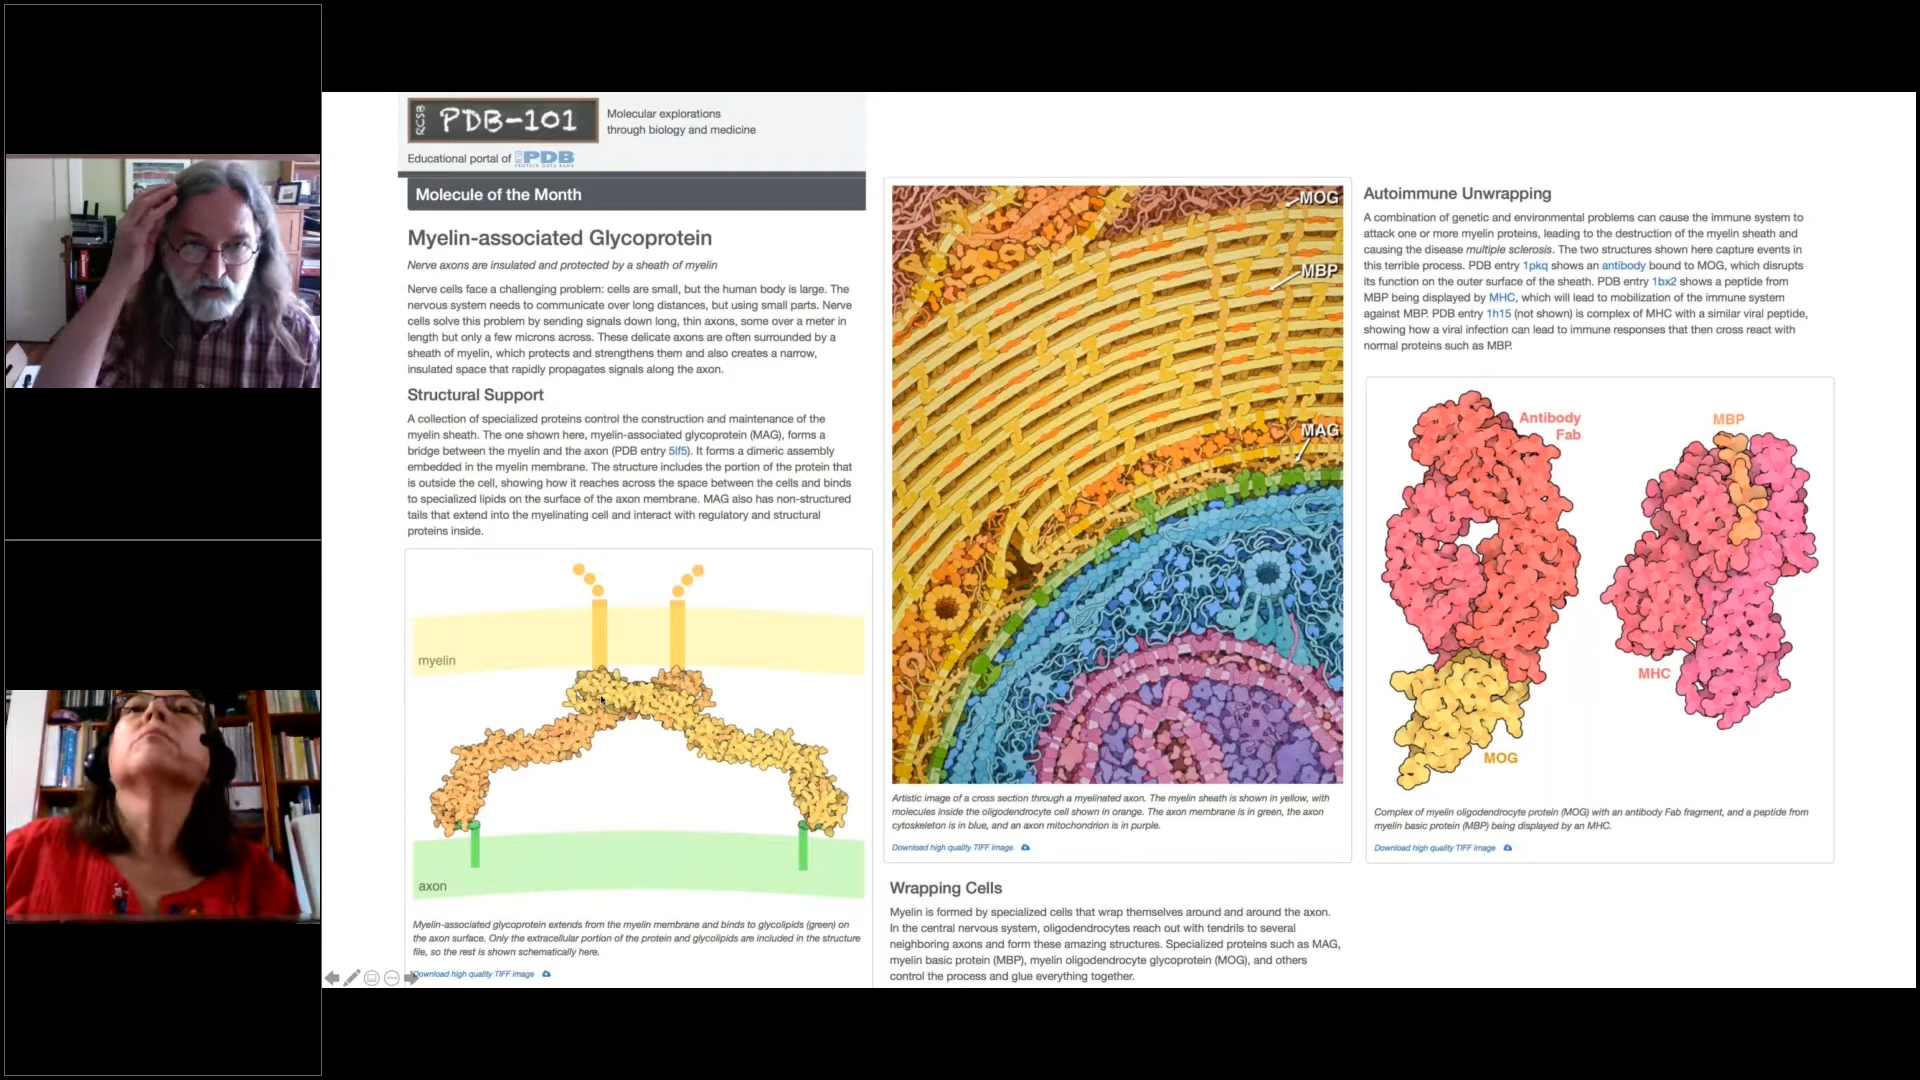 RCSB
PDB-101
Molecular explorations
through biology and medicine
Educational portal of PDB
PROTEIN DATA BANK
Molecule of the Month
Myelin-associated Glycoprotein
Nerve axons are insulated and protected by a sheath of myelin
Nerve cells face a challenging problem: cells are small, but the human body is large. The
nervous system needs to communicate over long distances, but using small parts. Nerve
cells solve this problem by sending signals down long, thin axons, some over a meter in
length but only a few microns across. These delicate axons are often surrounded by a
sheath of myelin, which protects and strengthens them and also creates a narrow,
insulated space that rapidly propagates signals along the axon.
Structural Support
A collection of specialized proteins control the construction and maintenance of the
myelin sheath. The one shown here, myelin-associated glycoprotein (MAG), forms a
bridge between the myelin and the axon (PDB entry 5lf5). It forms a dimeric assembly
embedded in the myelin membrane. The structure includes the portion of the protein that
is outside the cell, showing how it reaches across the space between the cells and binds
to specialized lipids on the surface of the axon membrane. MAG also has non-structured
tails that extend into the myelinating cell and interact with regulatory and structural
proteins inside.
myelin
axon
Myelin-associated glycoprotein extends from the myelin membrane and binds to glycolipids (green) on
the axon surface. Only the extracellular portion of the protein and glycolipids are included in the structure
file, so the rest is shown schematically here.
Download high quality TIFF image
MOG
MBP
MAG
Artistic image of a cross section through a myelinated axon. The myelin sheath is shown in yellow, with
molecules inside the oligodendrocyte cell shown in orange. The axon membrane is in green, the axon
cytoskeleton is in blue, and an axon mitochondrion is in purple.
Download high quality TIFF image
Wrapping Cells
Myelin is formed by specialized cells that wrap themselves around and around the axon.
In the central nervous system, oligodendrocytes reach out with tendrils to several
neighboring axons and form these amazing structures. Specialized proteins such as MAG,
myelin basic protein (MBP), myelin oligodendrocyte glycoprotein (MOG), and others
control the process and glue everything together.
Autoimmune Unwrapping
A combination of genetic and environmental problems can cause the immune system to
attack one or more myelin proteins, leading to the destruction of the myelin sheath and
causing the disease multiple sclerosis. The two structures shown here capture events in
this terrible process. PDB entry 1pkq shows an antibody bound to MOG, which disrupts
its function on the outer surface of the sheath. PDB entry 1bx2 shows a peptide from
MBP being displayed by MHC, which will lead to mobilization of the immune system
against MBP. PDB entry 1h15 (not shown) is complex of MHC with a similar viral peptide,
showing how a viral infection can lead to immune responses that then cross react with
normal proteins such as MBP.
Antibody
Fab
MBP
MHC
MOG
Complex of myelin oligodendrocyte protein (MOG) with an antibody Fab fragment, and a peptide from
myelin basic protein (MBP) being displayed by an MHC.
Download high quality TIFF image